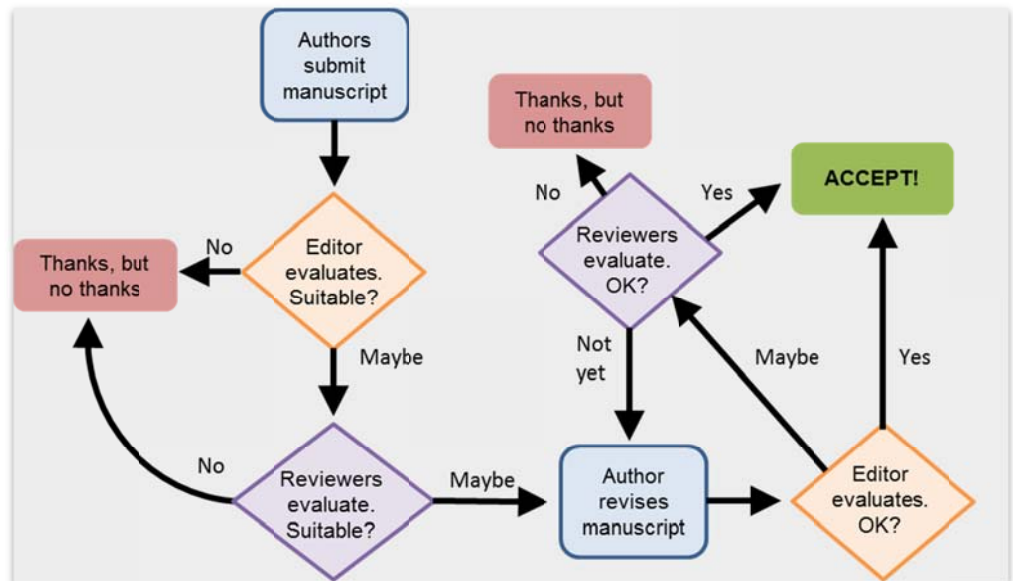 Authors
submit
manuscript
Editor
evaluates.
Suitable?
No
Thanks, but
no thanks
Maybe
Reviewers
evaluate.
Suitable?
No
Maybe
Author
revises
manuscript
Editor
evaluates.
OK?
Yes
Maybe
Reviewers
evaluate.
OK?
No
Thanks, but
no thanks
Yes
ACCEPT!
Not
yet